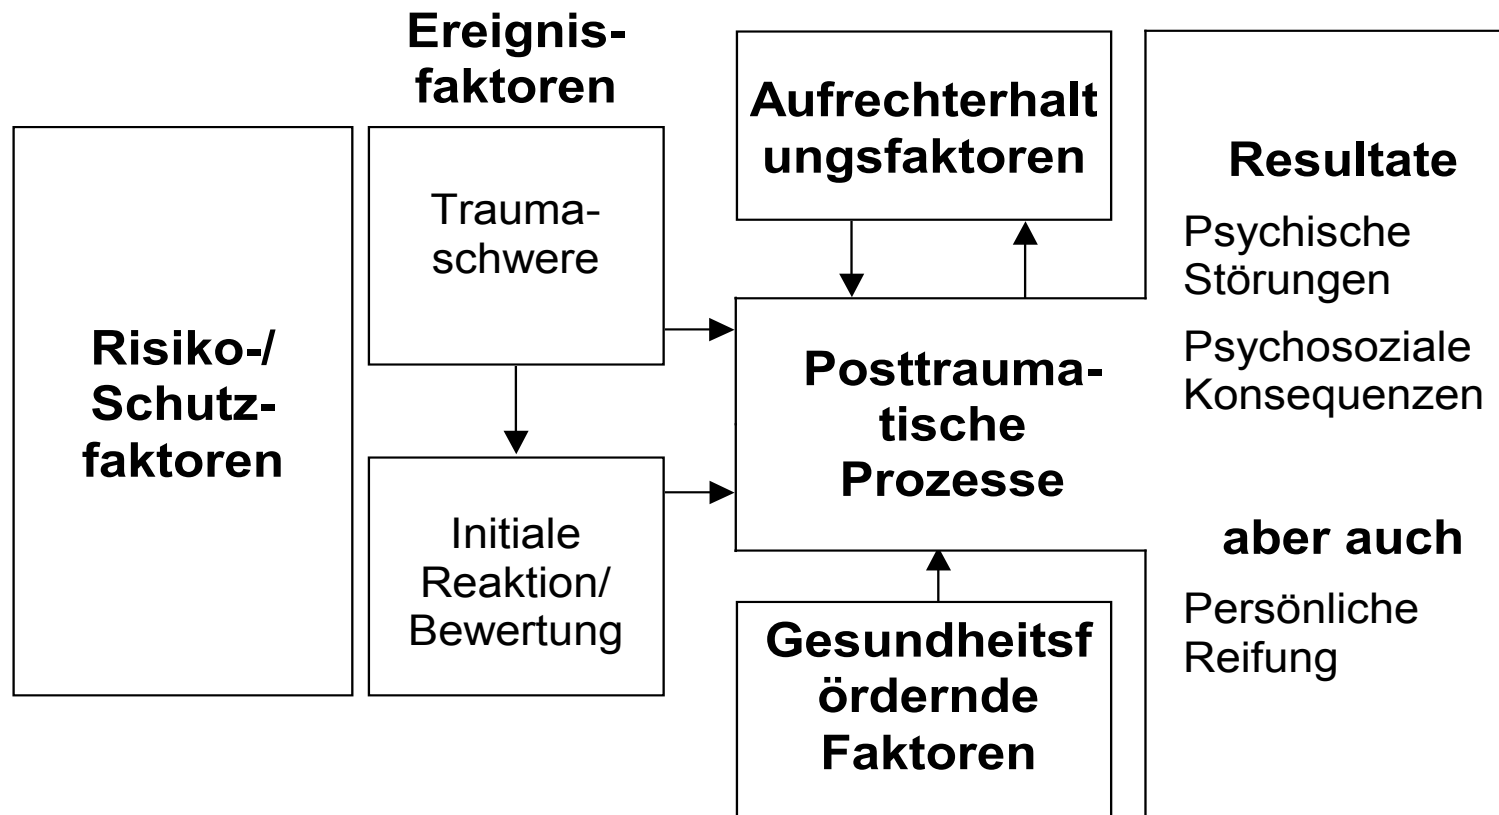 Risiko-/
Schutz-
faktoren
Ereignis-
faktoren
Trauma-
schwere
Initiale
Reaktion/
Bewertung
Aufrechterhalt
ungsfaktoren
Posttrauma-
tische
Prozesse
Gesundheitsf
ördernde
Faktoren
Resultate
Psychische
Störungen
Psychosoziale
Konsequenzen
aber auch
Persönliche
Reifung